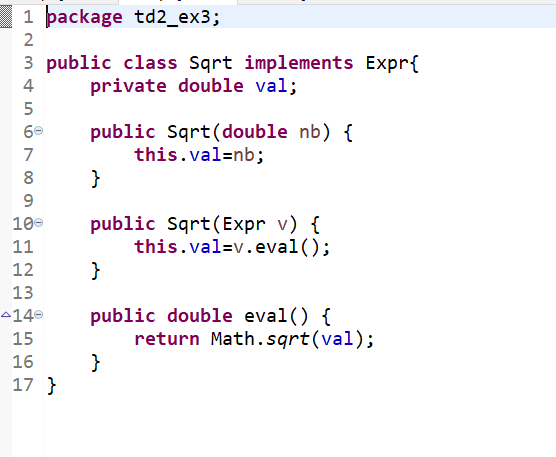 1 package td2_ex3;
2
3 public class Sqrt implements Expr{
4     private double val;
5
6     public Sqrt(double nb) {
7         this.val=nb;
8     }
9
10     public Sqrt(Expr v) {
11         this.val=v.eval();
12     }
13
14     public double eval() {
15         return Math.sqrt(val);
16     }
17 }